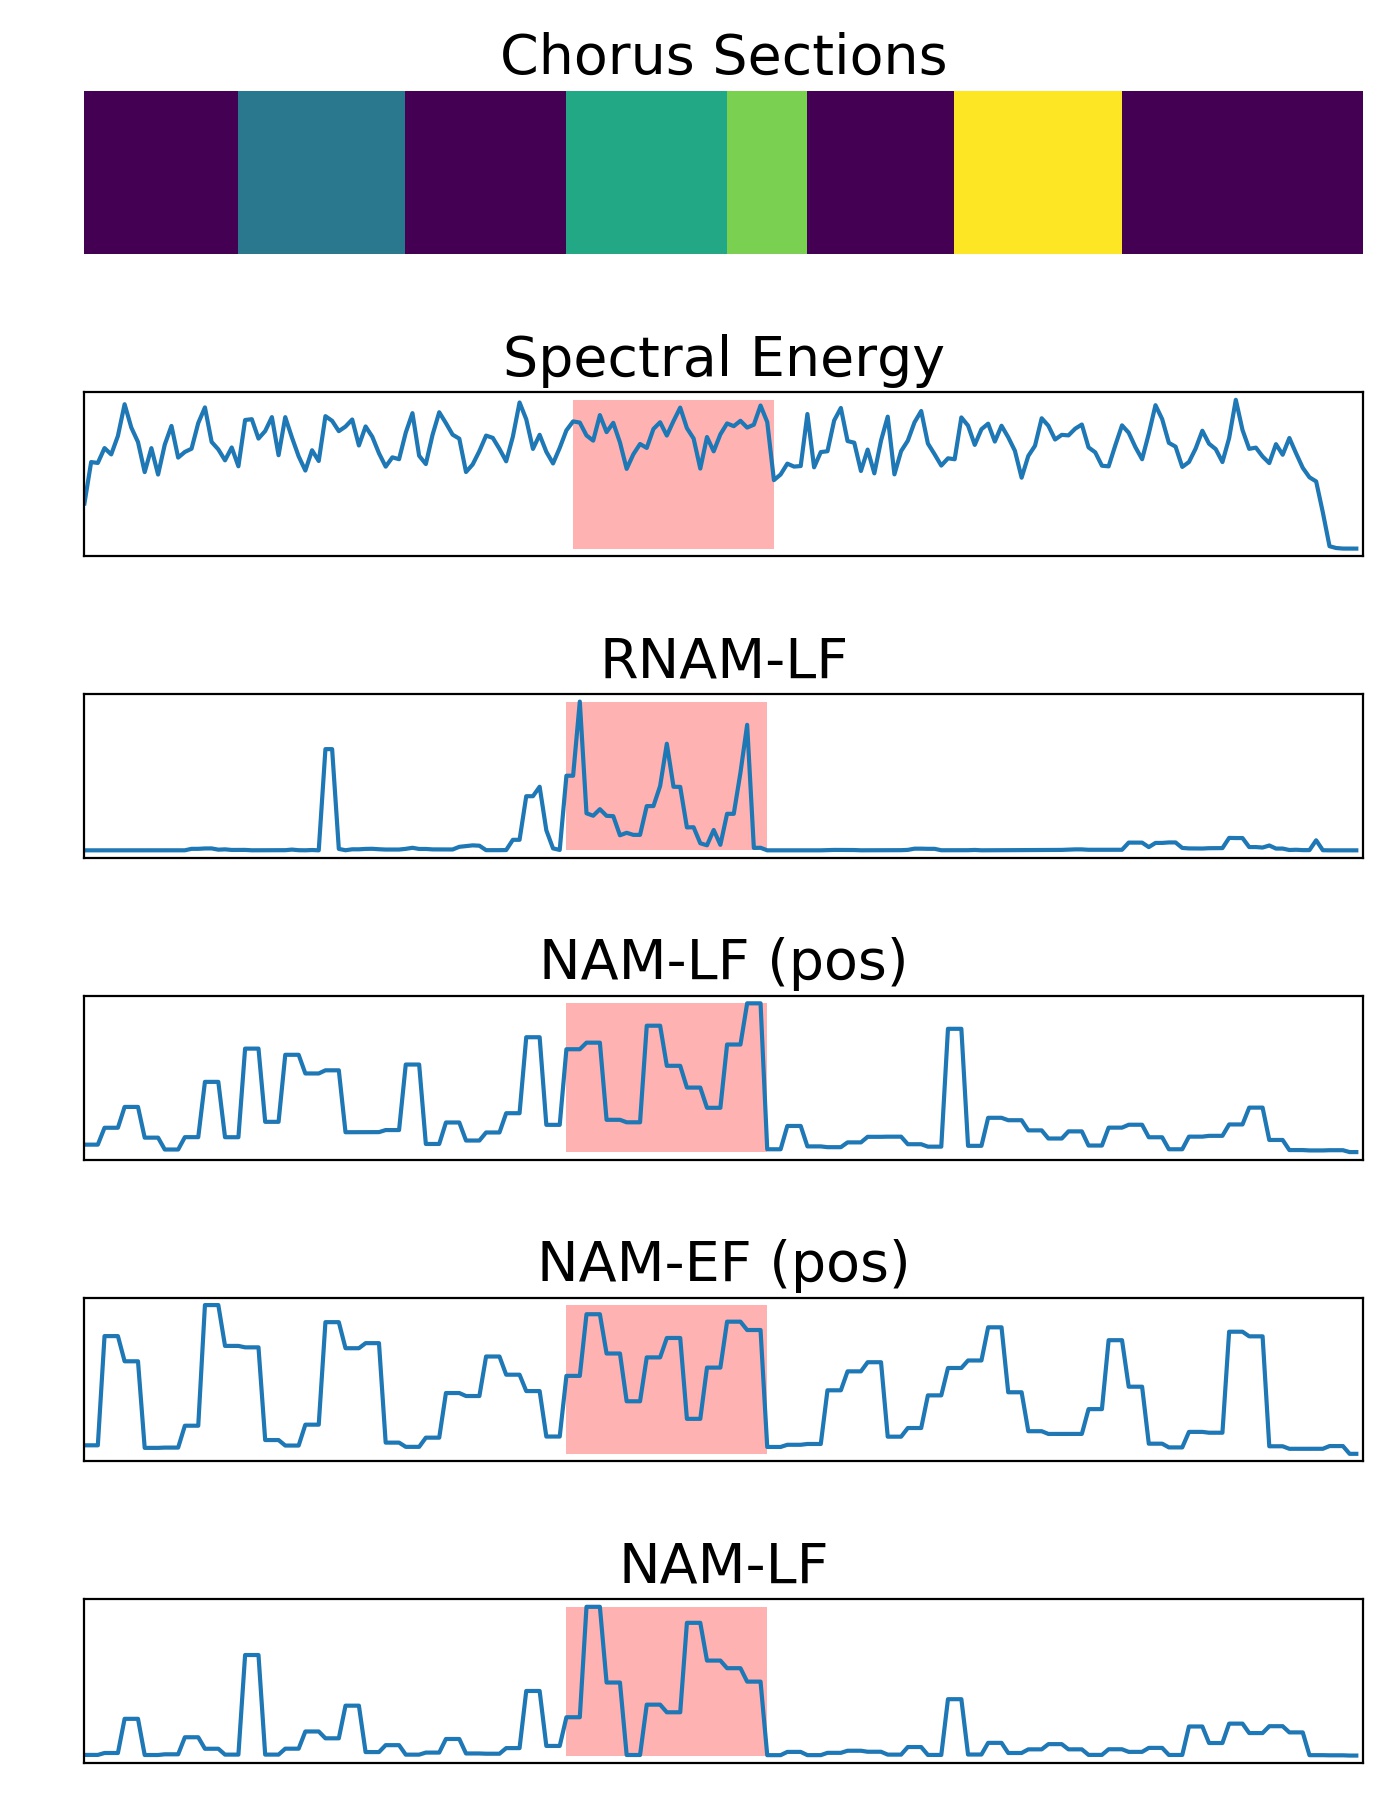 Chorus Sections
Spectral Energy
RNAM-LF
NAM-LF (pos)
NAM-EF (pos)
NAM-LF